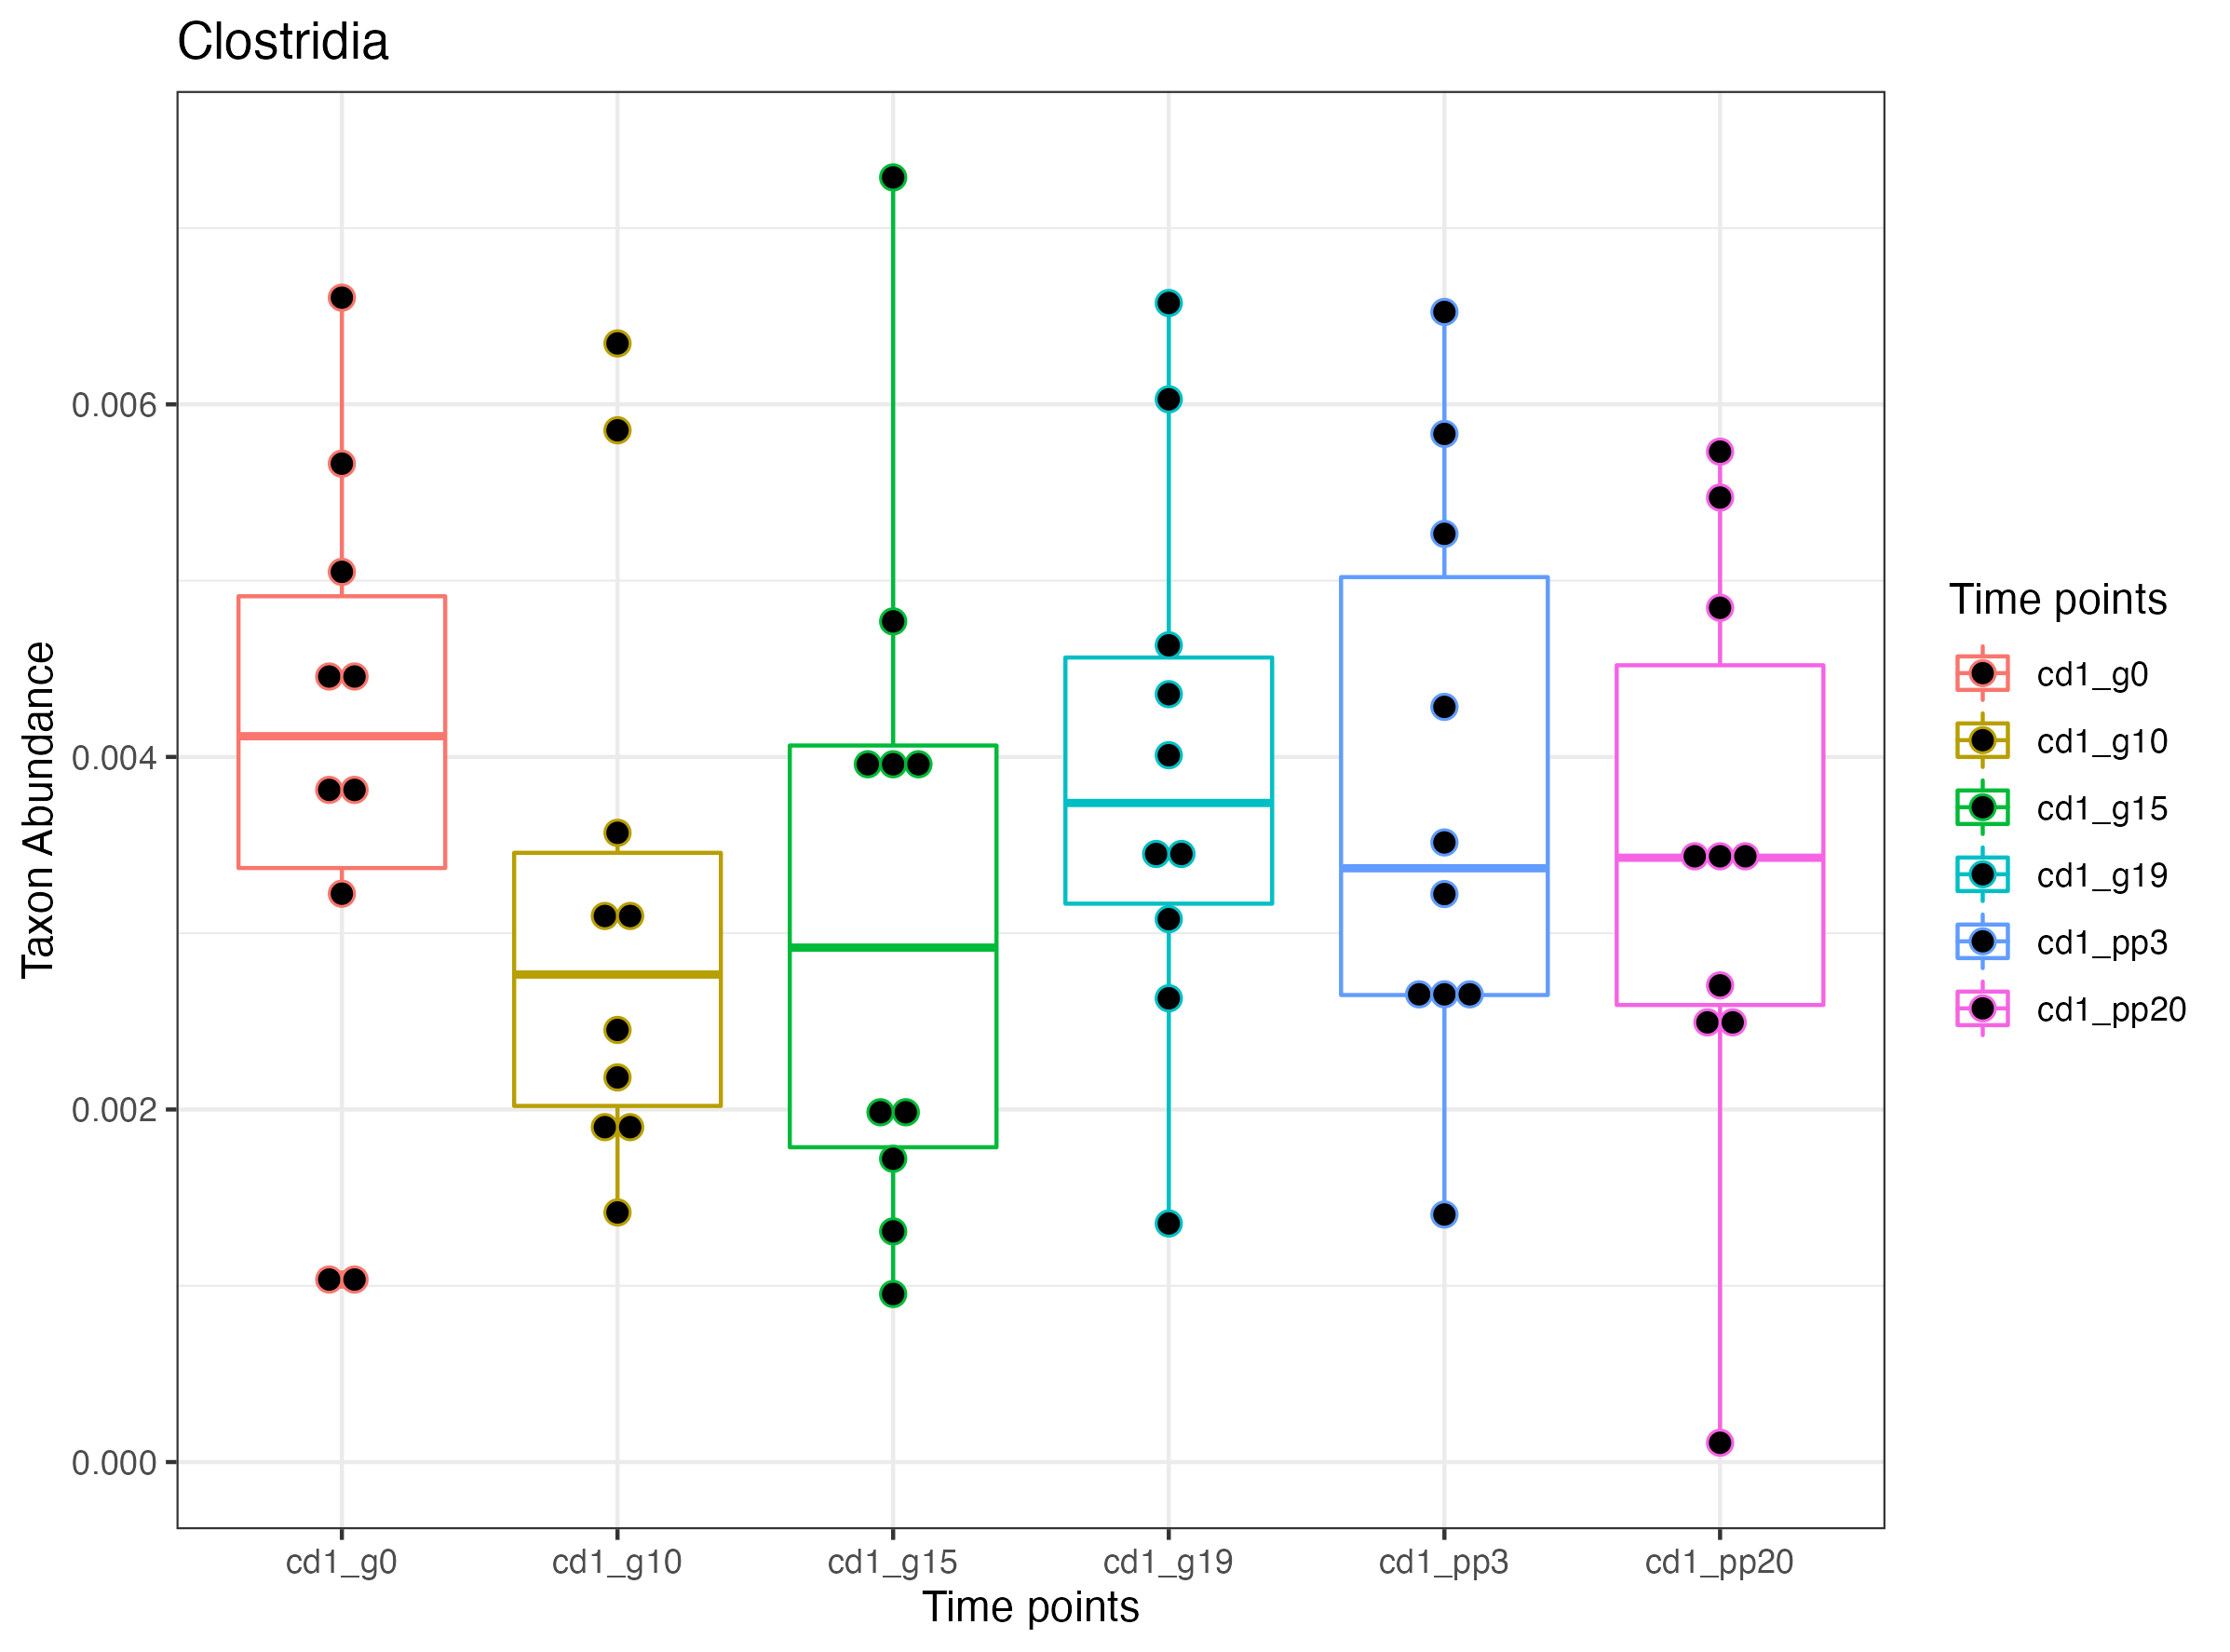 Clostridia
Taxon Abundance
0.006
0.004
0.002
0.000
cd1_g0
cd1_g10
cd1_g15
cd1_g19
cd1_pp3
cd1_pp20
Time points
Time points
cd1_g0
cd1_g10
cd1_g15
cd1_g19
cd1_pp3
cd1_pp20